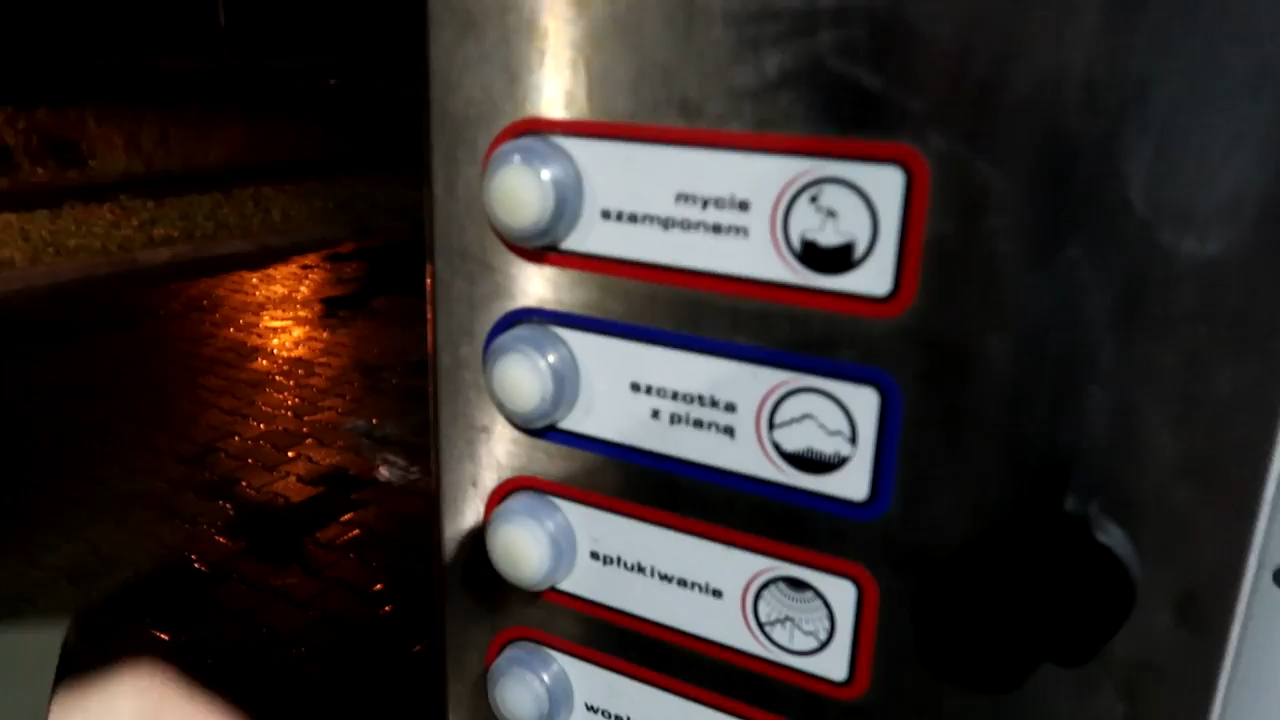 mycie
szamponem
szczotka
z pianą
spłukiwanie